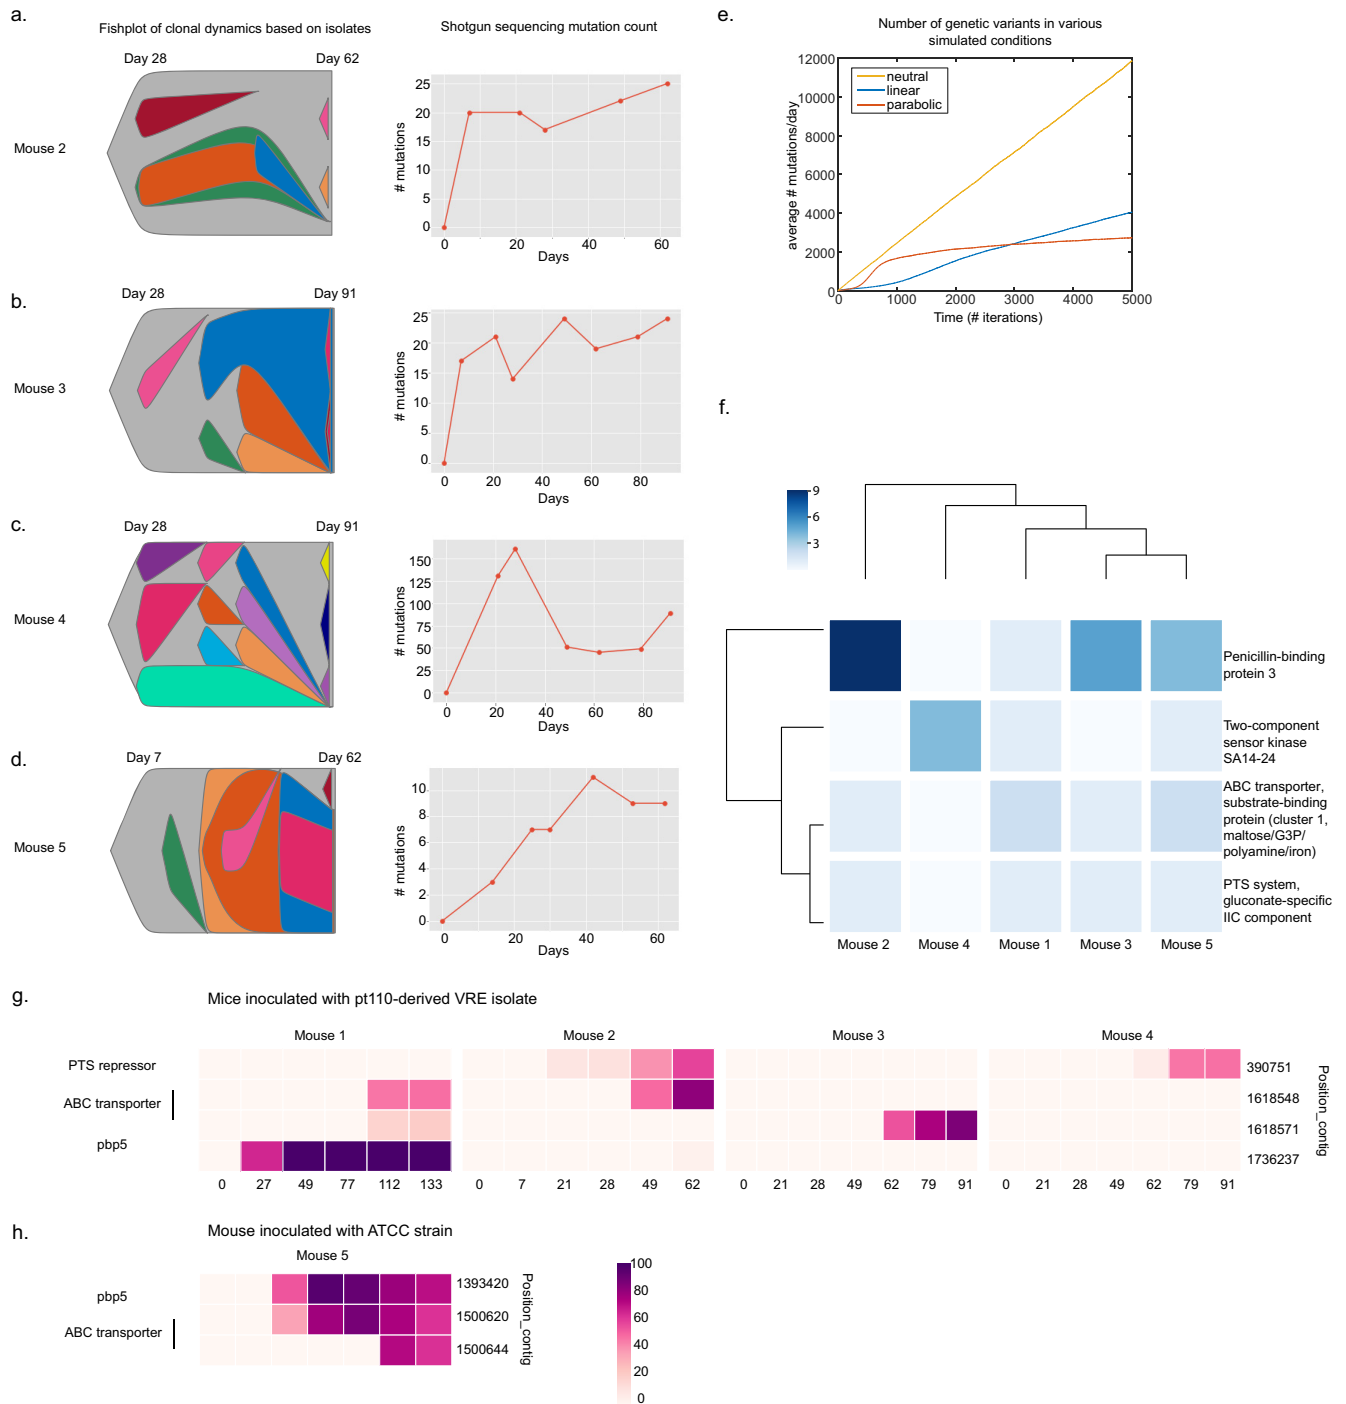 a.
Fishplot of clonal dynamics based on isolates
Shotgun sequencing mutation count
Day 28
Day 62
Mouse 2
# mutations
25
20
15
10
5
0
0
20
40
60
Days
b.
Day 28
Day 91
Mouse 3
# mutations
25
20
15
10
5
0
0
20
40
60
80
Days
c.
Day 28
Day 91
Mouse 4
# mutations
150
125
100
75
50
25
0
0
20
40
60
80
d.
Day 7
Day 62
Mouse 5
# mutations
10
8
6
4
2
0
0
20
40
60
Days
e.
Number of genetic variants in various
simulated conditions
average # mutations/day
12000
10000
8000
6000
4000
2000
0
neutral
linear
parabolic
0
1000
2000
3000
4000
5000
Time (# iterations)
f.
9
6
3
Penicillin-binding
protein 3
Two-component
sensor kinase
SA14-24
ABC transporter,
substrate-binding
protein (cluster 1,
maltose/G3P/
polyamine/iron)
PTS system,
gluconate-specific
IIC component
Mouse 2
Mouse 4
Mouse 1
Mouse 3
Mouse 5
g.
Mice inoculated with pt110-derived VRE isolate
Mouse 1
Mouse 2
Mouse 3
Mouse 4
PTS repressor
ABC transporter
pbp5
390751
1618548
1618571
1736237
Position_contig
0 27 49 77 112 133
0 7 21 28 49 62
0 21 28 49 62 79 91
0 21 28 49 62 79 91
h.
Mouse inoculated with ATCC strain
Mouse 5
pbp5
ABC transporter
1393420
1500620
1500644
Position_contig
100
80
60
40
20
0